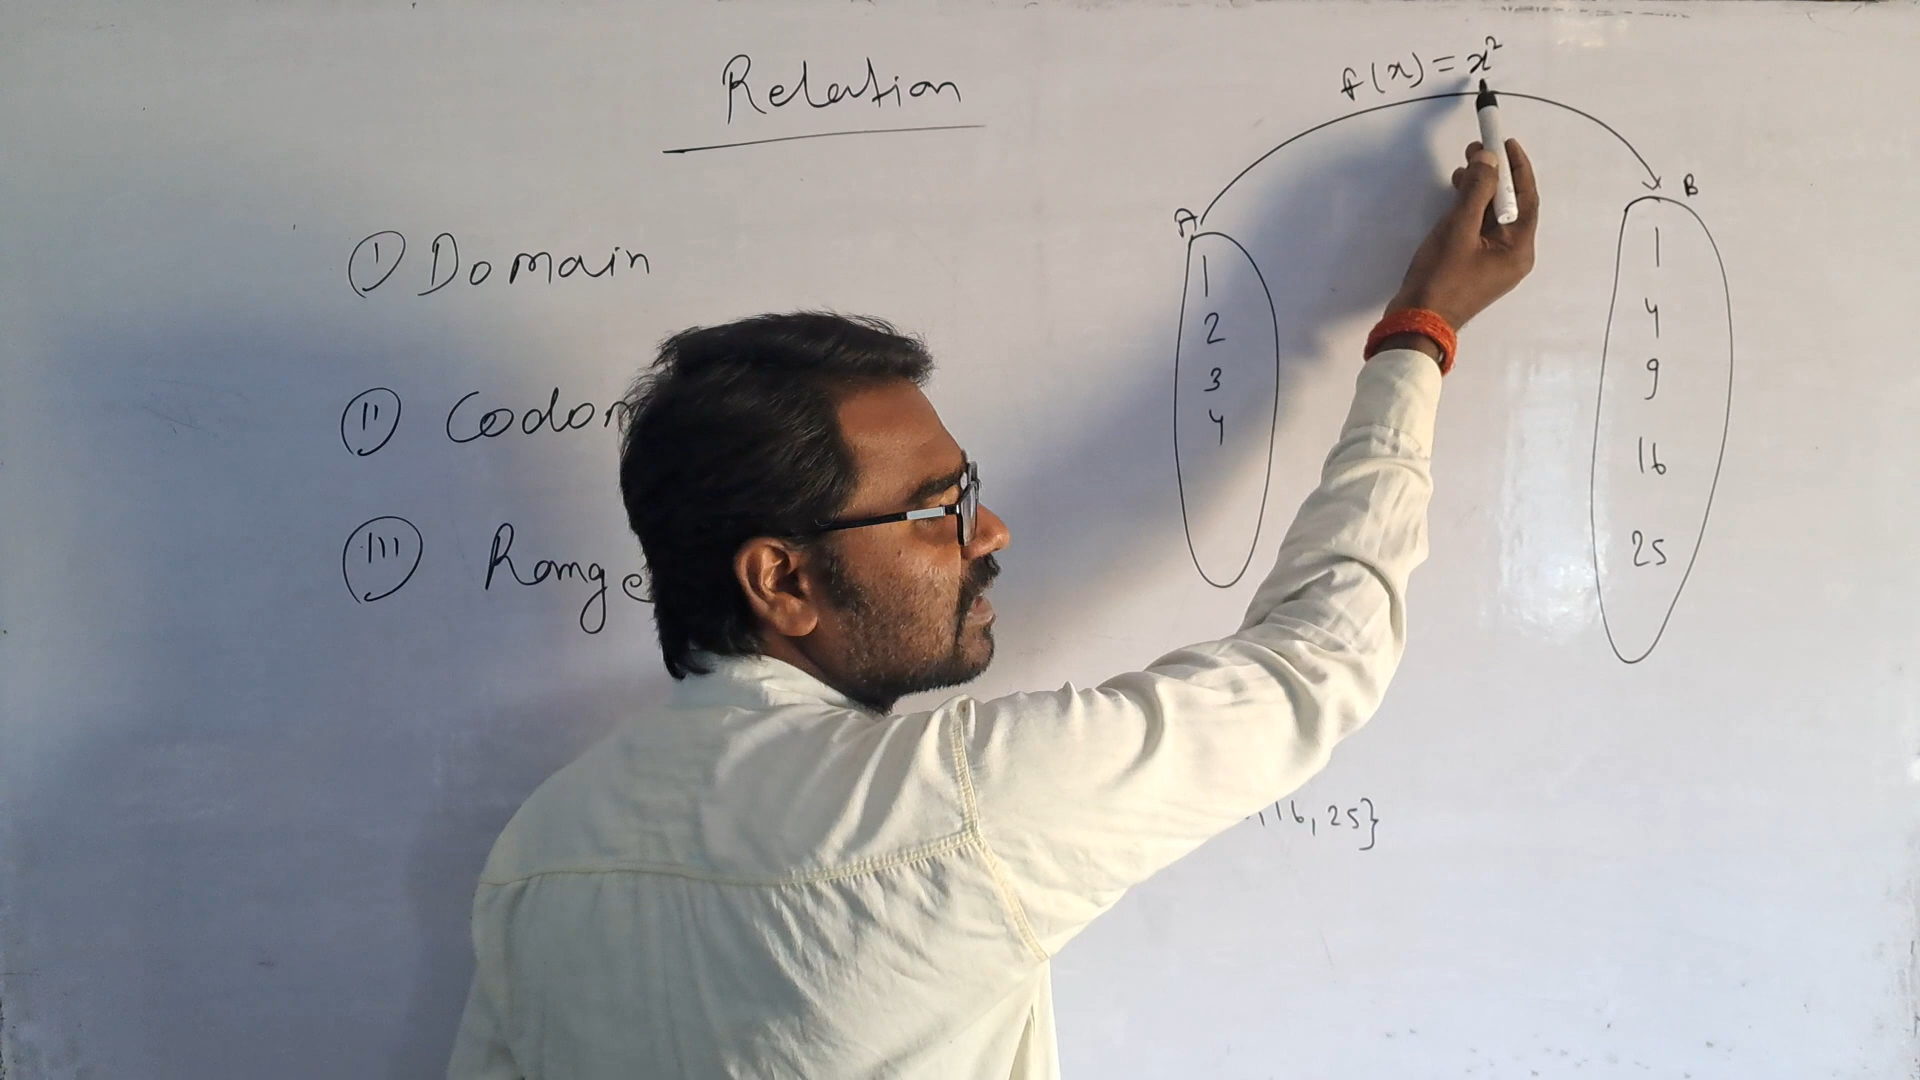 Relation
f(x) = x²
(i) Domain
(ii) Codom
(iii) Range
A
1
2
3
4
B
1
4
9
16
25
,16,25}